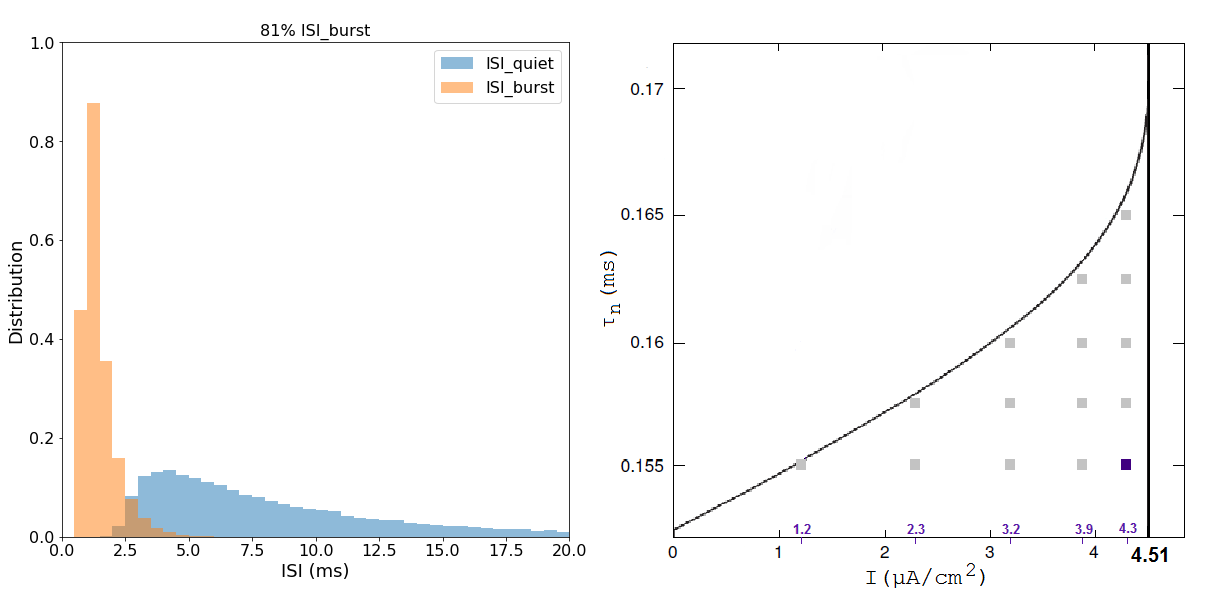 81% ISI_burst
1.0
0.8
0.6
0.4
0.2
0.0
Distribution
ISI_quiet
ISI_burst
0.0 2.5 5.0 7.5 10.0 12.5 15.0 17.5 20.0
ISI (ms)
0.17
0.165
0.16
0.155
τn (ms)
1.2 2.3 3.2 3.9 4.3
0 1 2 3 4 4.51
I(µA/cm2)